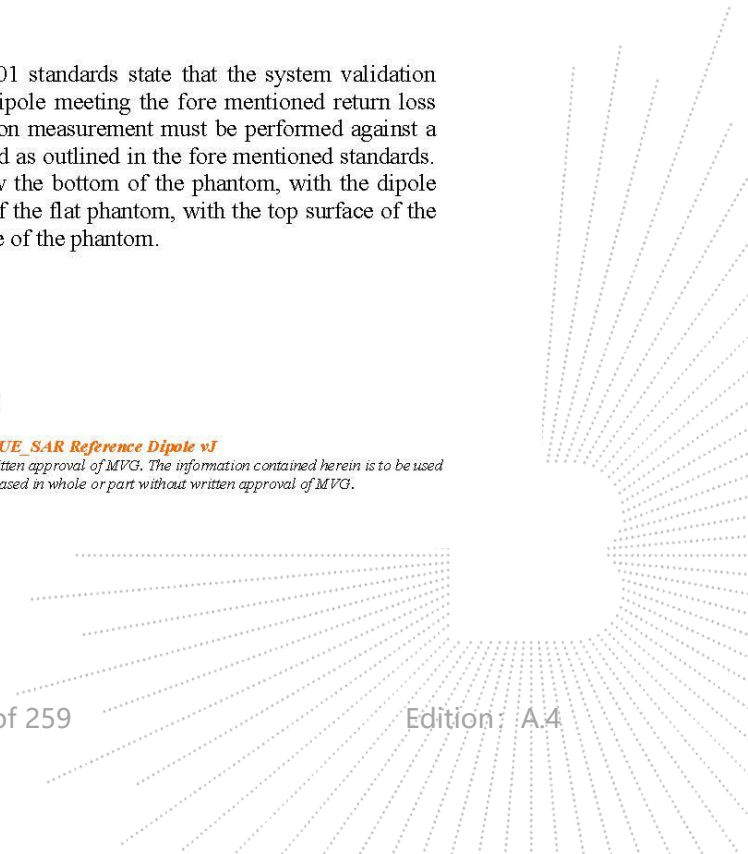 01 standards state that the system validation
ipole meeting the fore mentioned return loss
on measurement must be performed against a
d as outlined in the fore mentioned standards.
w the bottom of the phantom, with the dipole
f the flat phantom, with the top surface of the
e of the phantom.
UE_SAR Reference Dipole vJ
tten approval of MVG. The information contained herein is to be used
ased in whole or part without written approval of MVG.
of 259 Edition: A.4